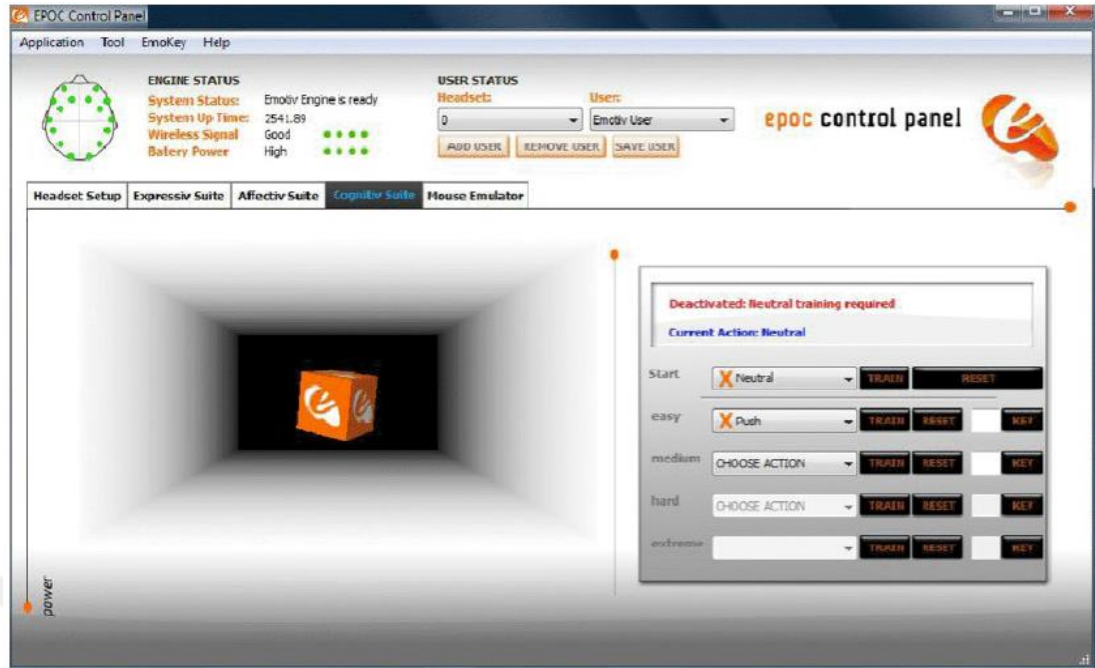 EPOC Control Panel
Application Tool EmoKey Help
ENGINE STATUS
System Status: Emotiv Engine is ready
System Up Time: 2541.89
Wireless Signal Good
Batery Power High
USER STATUS
Headset: User:
0 Emotiv User
ADD USER REMOVE USER SAVE USER
epoc control panel
Headset Setup Expressiv Suite Affectiv Suite Cognitiv Suite Mouse Emulator
Deactivated: Neutral training required
Current Action: Neutral
Start Neutral TRAIN RESET
easy Push TRAIN RESET KEY
medium CHOOSE ACTION TRAIN RESET KEY
hard CHOOSE ACTION TRAIN RESET KEY
extreme TRAIN RESET KEY
power